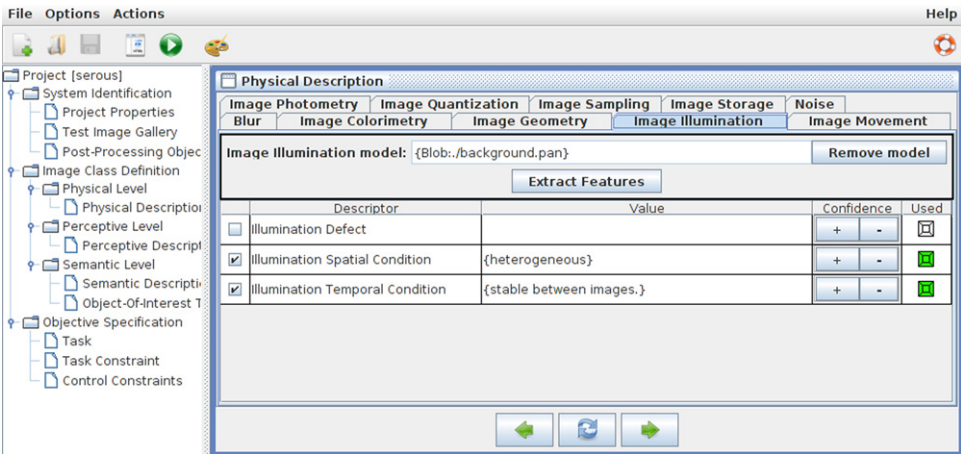 File Options Actions Help
Project [serous]
System Identification
Project Properties
Test Image Gallery
Post-Processing Objec
Image Class Definition
Physical Level
Physical Description
Perceptive Level
Perceptive Descript
Semantic Level
Semantic Descripti
Object-Of-Interest T
Objective Specification
Task
Task Constraint
Control Constraints
Physical Description
Image Photometry Image Quantization Image Sampling Image Storage Noise
Blur Image Colorimetry Image Geometry Image Illumination Image Movement
Image Illumination model: {Blob:./background.pan} Remove model
Extract Features
Descriptor Value Confidence Used
Illumination Defect + -
Illumination Spatial Condition {heterogeneous} + -
Illumination Temporal Condition {stable between images.} + -